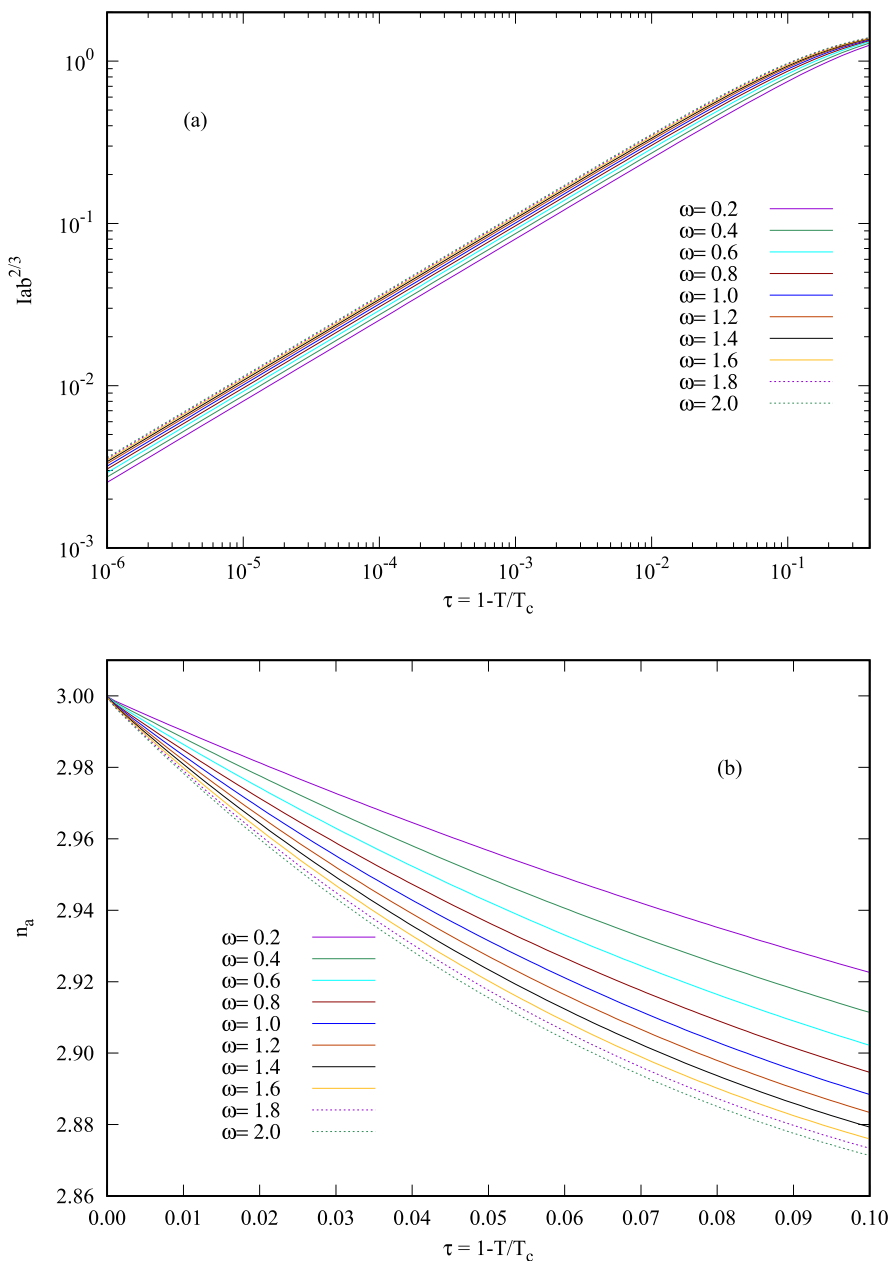 10⁰
(a)
10⁻¹
Iab^{2/3}
10⁻²
10⁻³
ω= 0.2
ω= 0.4
ω= 0.6
ω= 0.8
ω= 1.0
ω= 1.2
ω= 1.4
ω= 1.6
ω= 1.8
ω= 2.0
10⁻⁶ 10⁻⁵ 10⁻⁴ 10⁻³ 10⁻² 10⁻¹
τ = 1-T/T_c
3.00
2.98
2.96
2.94
2.92
2.90
2.88
2.86
n_a
(b)
ω= 0.2
ω= 0.4
ω= 0.6
ω= 0.8
ω= 1.0
ω= 1.2
ω= 1.4
ω= 1.6
ω= 1.8
ω= 2.0
0.00 0.01 0.02 0.03 0.04 0.05 0.06 0.07 0.08 0.09 0.10
τ = 1-T/T_c